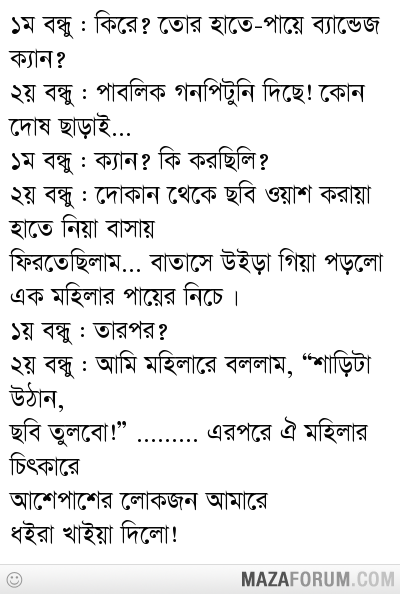 ১ম বন্ধু : কিরে? তোর হাতে-পায়ে ব্যান্ডেজ
ক্যান?
২য় বন্ধু : পাবলিক গনপিটুনি দিছে! কোন
দোষ ছাড়াই...
১ম বন্ধু : ক্যান? কি করছিলি?
২য় বন্ধু : দোকান থেকে ছবি ওয়াশ করায়া
হাতে নিয়া বাসায়
ফিরতেছিলাম... বাতাসে উইড়া গিয়া পড়লো
এক মহিলার পায়ের নিচে ।
১য় বন্ধু : তারপর?
২য় বন্ধু : আমি মহিলারে বললাম, “শাড়িটা
উঠান,
ছবি তুলবো!” ......... এরপরে ঐ মহিলার
চিৎকারে
আশেপাশের লোকজন আমারে
ধইরা খাইয়া দিলো!
MAZAFORUM.COM